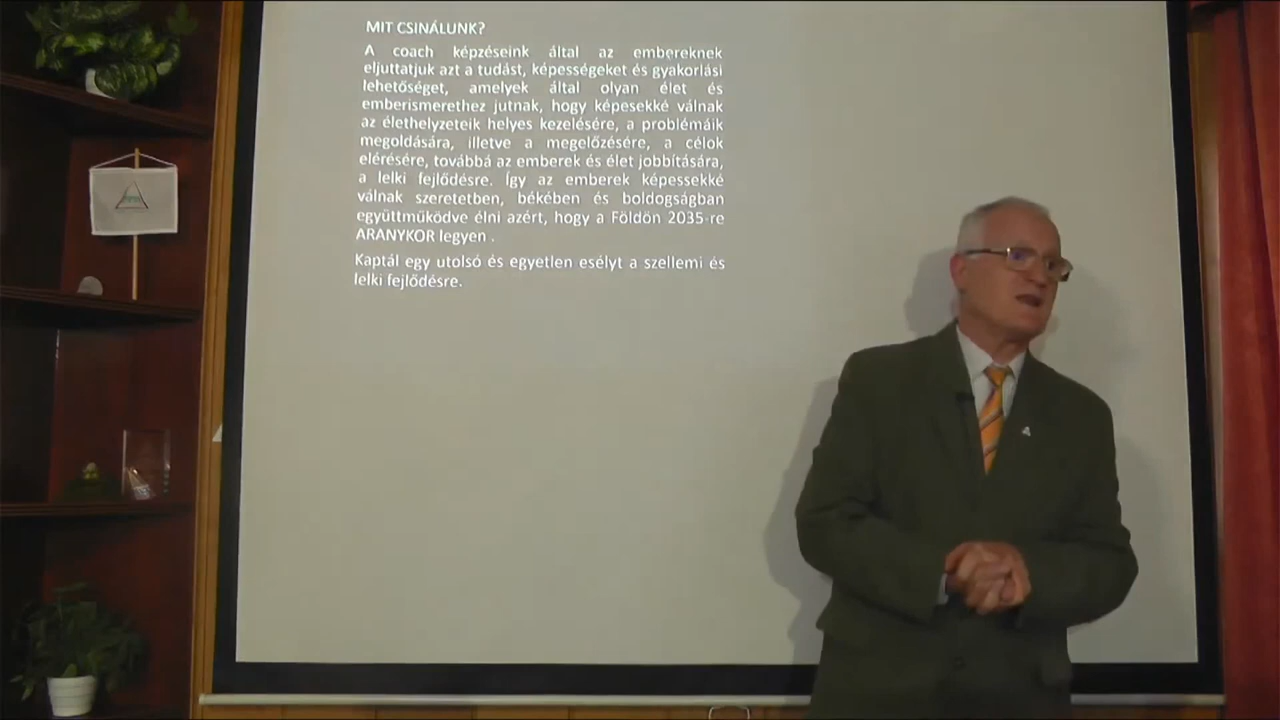 MIT CSINÁLUNK?
A coach képzéseink által az embereknek
eljuttatjuk azt a tudást, képességeket és gyakorlási
lehetőséget, amelyek által olyan élet és
emberismerethez jutnak, hogy képesekké válnak
az élethelyzeteik helyes kezelésére, a problémáik
megoldására, illetve a megelőzésére, a célok
elérésére, továbbá az emberek és élet jobbítására,
a lelki fejlődésre. Így az emberek képessekké
válnak szeretetben, békében és boldogságban
együttműködve élni azért, hogy a Földön 2035-re
ARANYKOR legyen .
Kaptál egy utolsó és egyetlen esélyt a szellemi és
lelki fejlődésre.